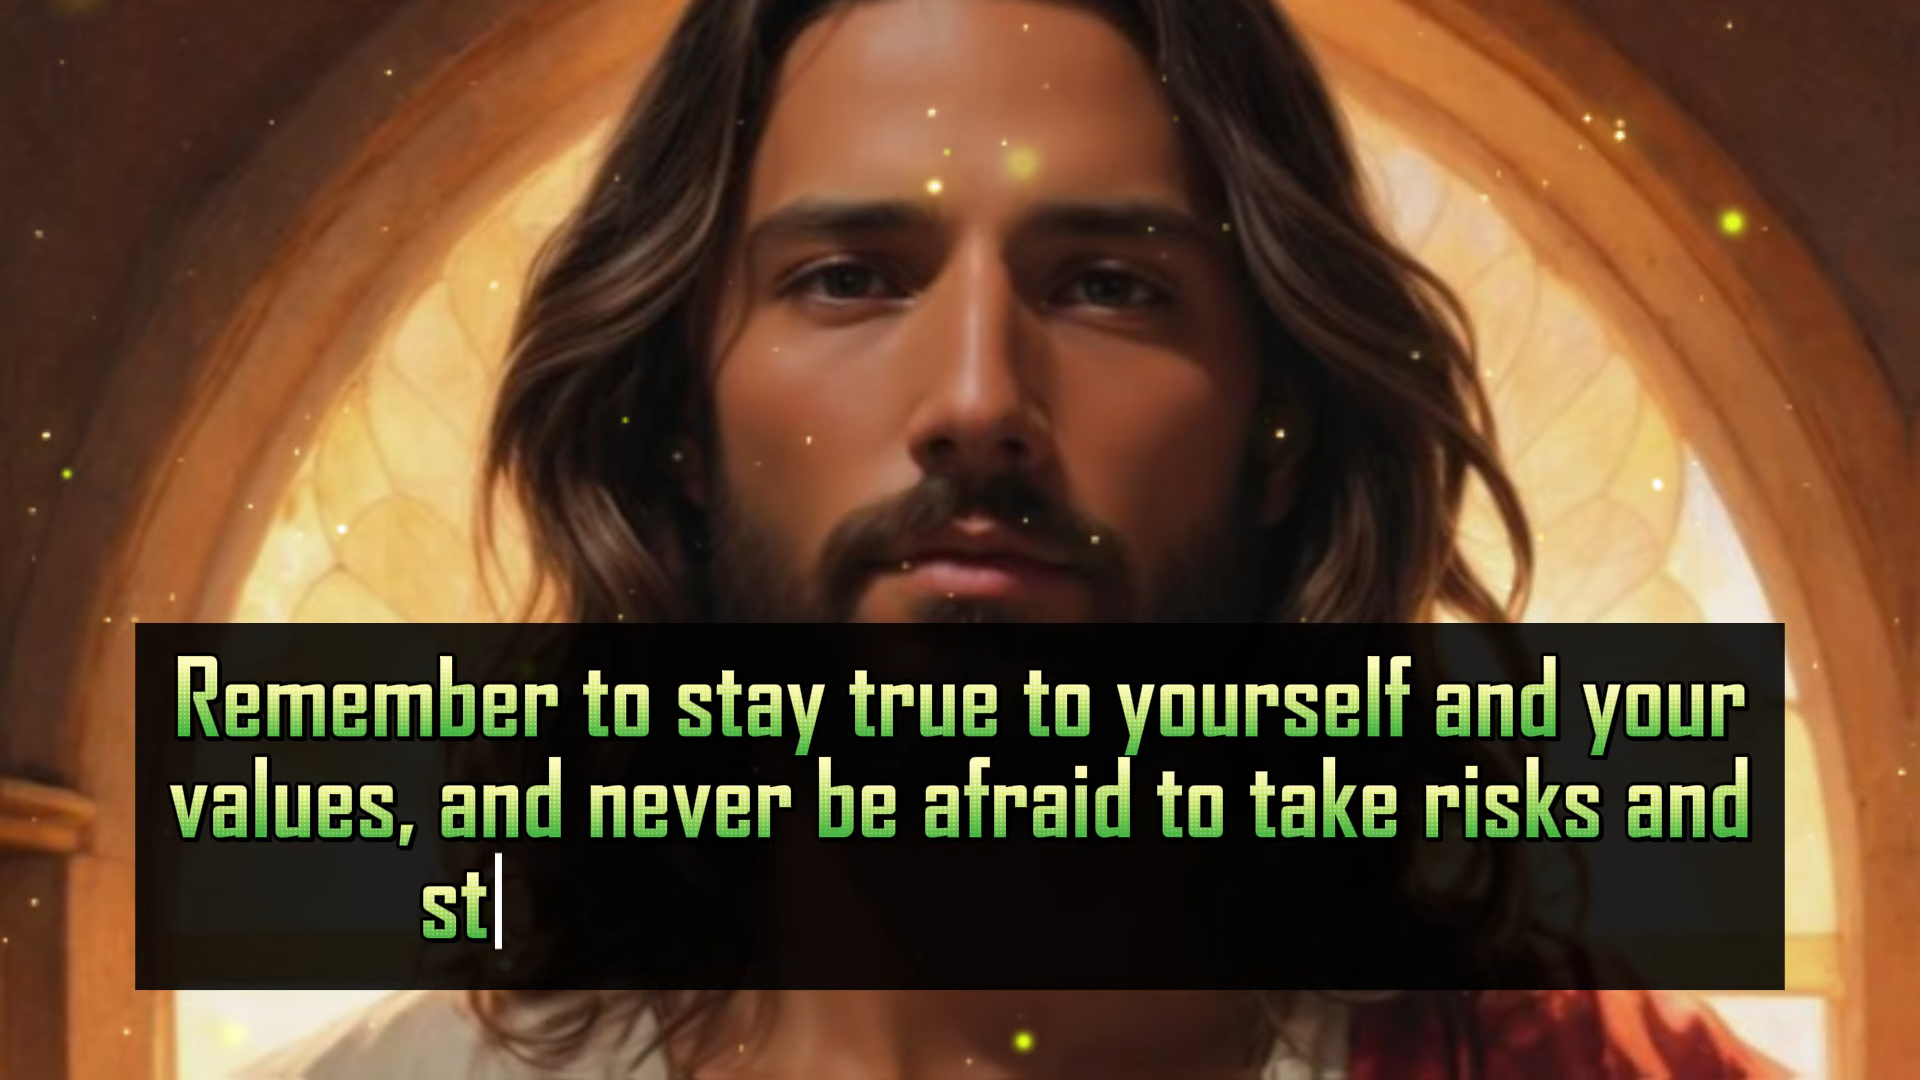 Remember to stay true to yourself and your
values, and never be afraid to take risks and
st